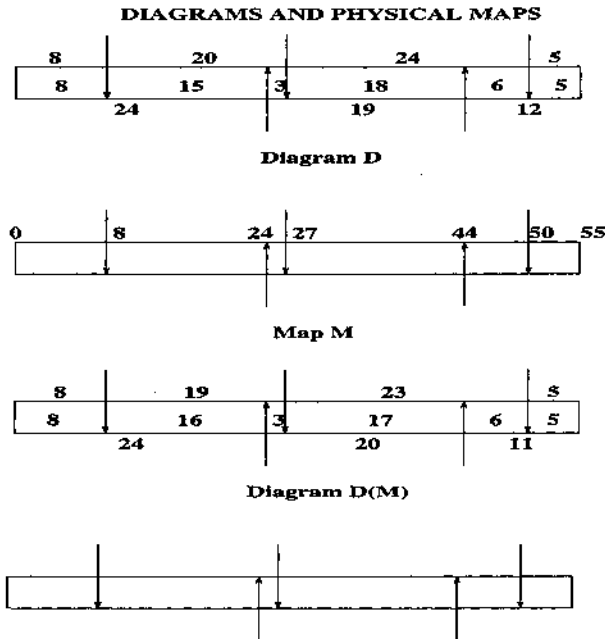 DIAGRAMS AND PHYSICAL MAPS
8 20 24 5
8 15 3 18 6 5
24 19 12
Diagram D
0 8 24 27 44 50 55
Map M
8 19 23 5
8 16 3 17 6 5
24 20 11
Diagram D(M)